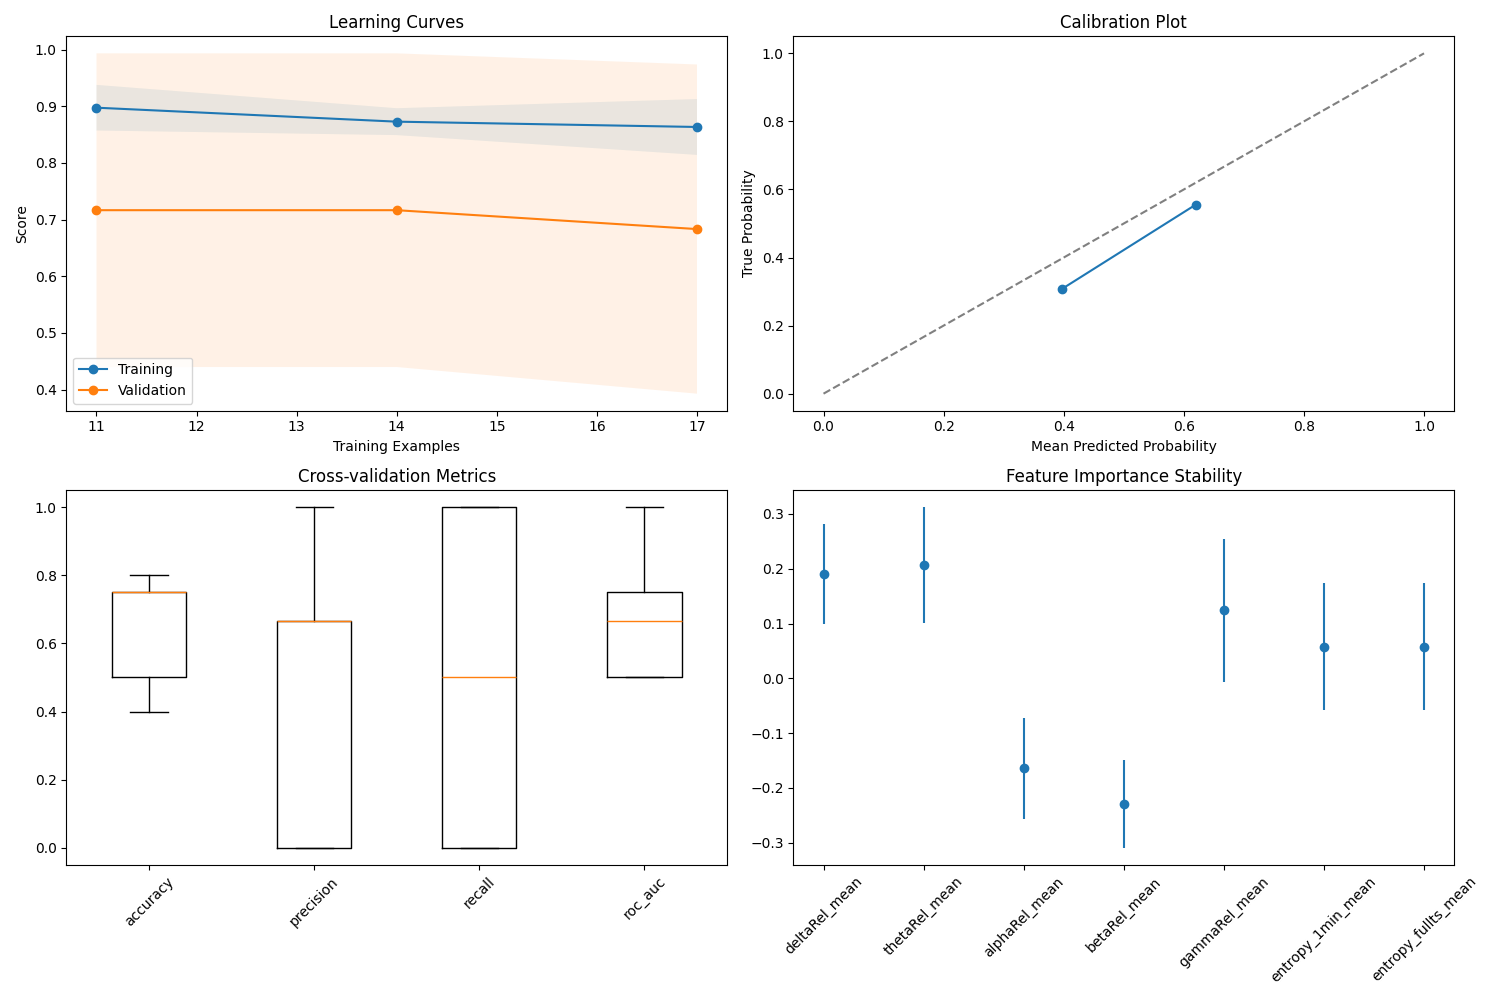 Learning Curves
Score
1.0
0.9
0.8
0.7
0.6
0.5
0.4
Training
Validation
11 12 13 14 15 16 17
Training Examples
Calibration Plot
True Probability
1.0
0.8
0.6
0.4
0.2
0.0
0.0 0.2 0.4 0.6 0.8 1.0
Mean Predicted Probability
Cross-validation Metrics
1.0
0.8
0.6
0.4
0.2
0.0
accuracy precision recall roc_auc
Feature Importance Stability
0.3
0.2
0.1
0.0
−0.1
−0.2
−0.3
deltaRel_mean thetaRel_mean alphaRel_mean betaRel_mean gammaRel_mean entropy_1min_mean entropy_fullts_mean